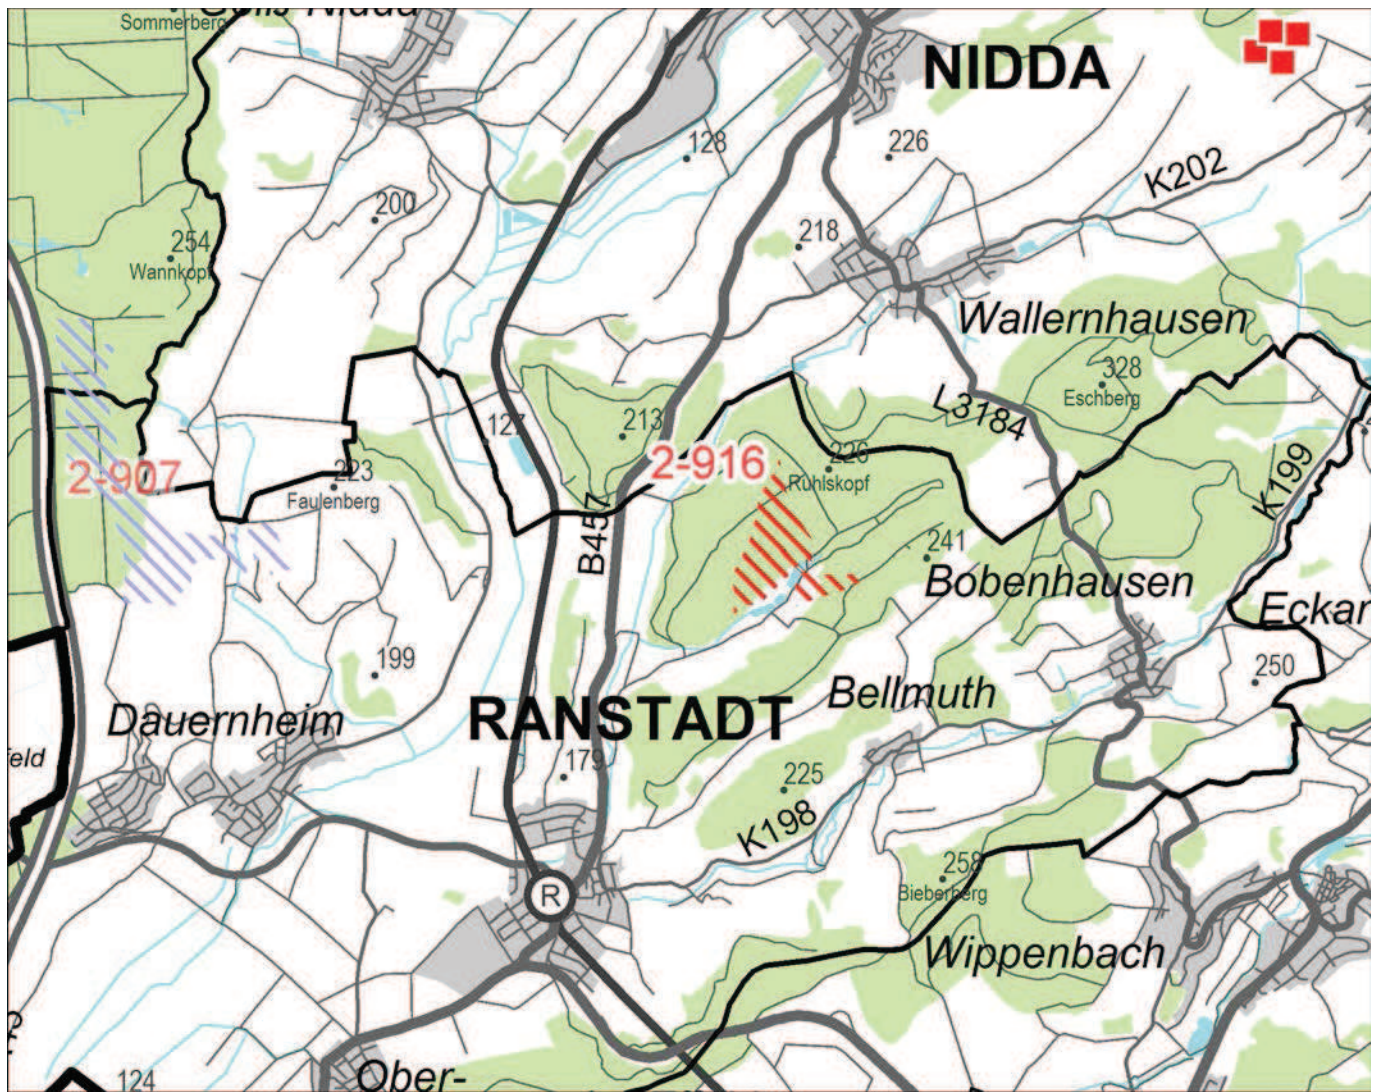 Sommerberg
NIDDA
128
226
K202
200
218
254
Wannkopf
Wallernhausen
328
Eschberg
L3184
127
213
2-916
226
Rühlskopf
2-907
223
Faulenberg
K199
B457
241
Bobenhausen
Eckar
199
250
Bellmuth
Dauernheim
RANSTADT
feld
179
225
K198
258
Bieberberg
R
Wippenbach
Ober-
124